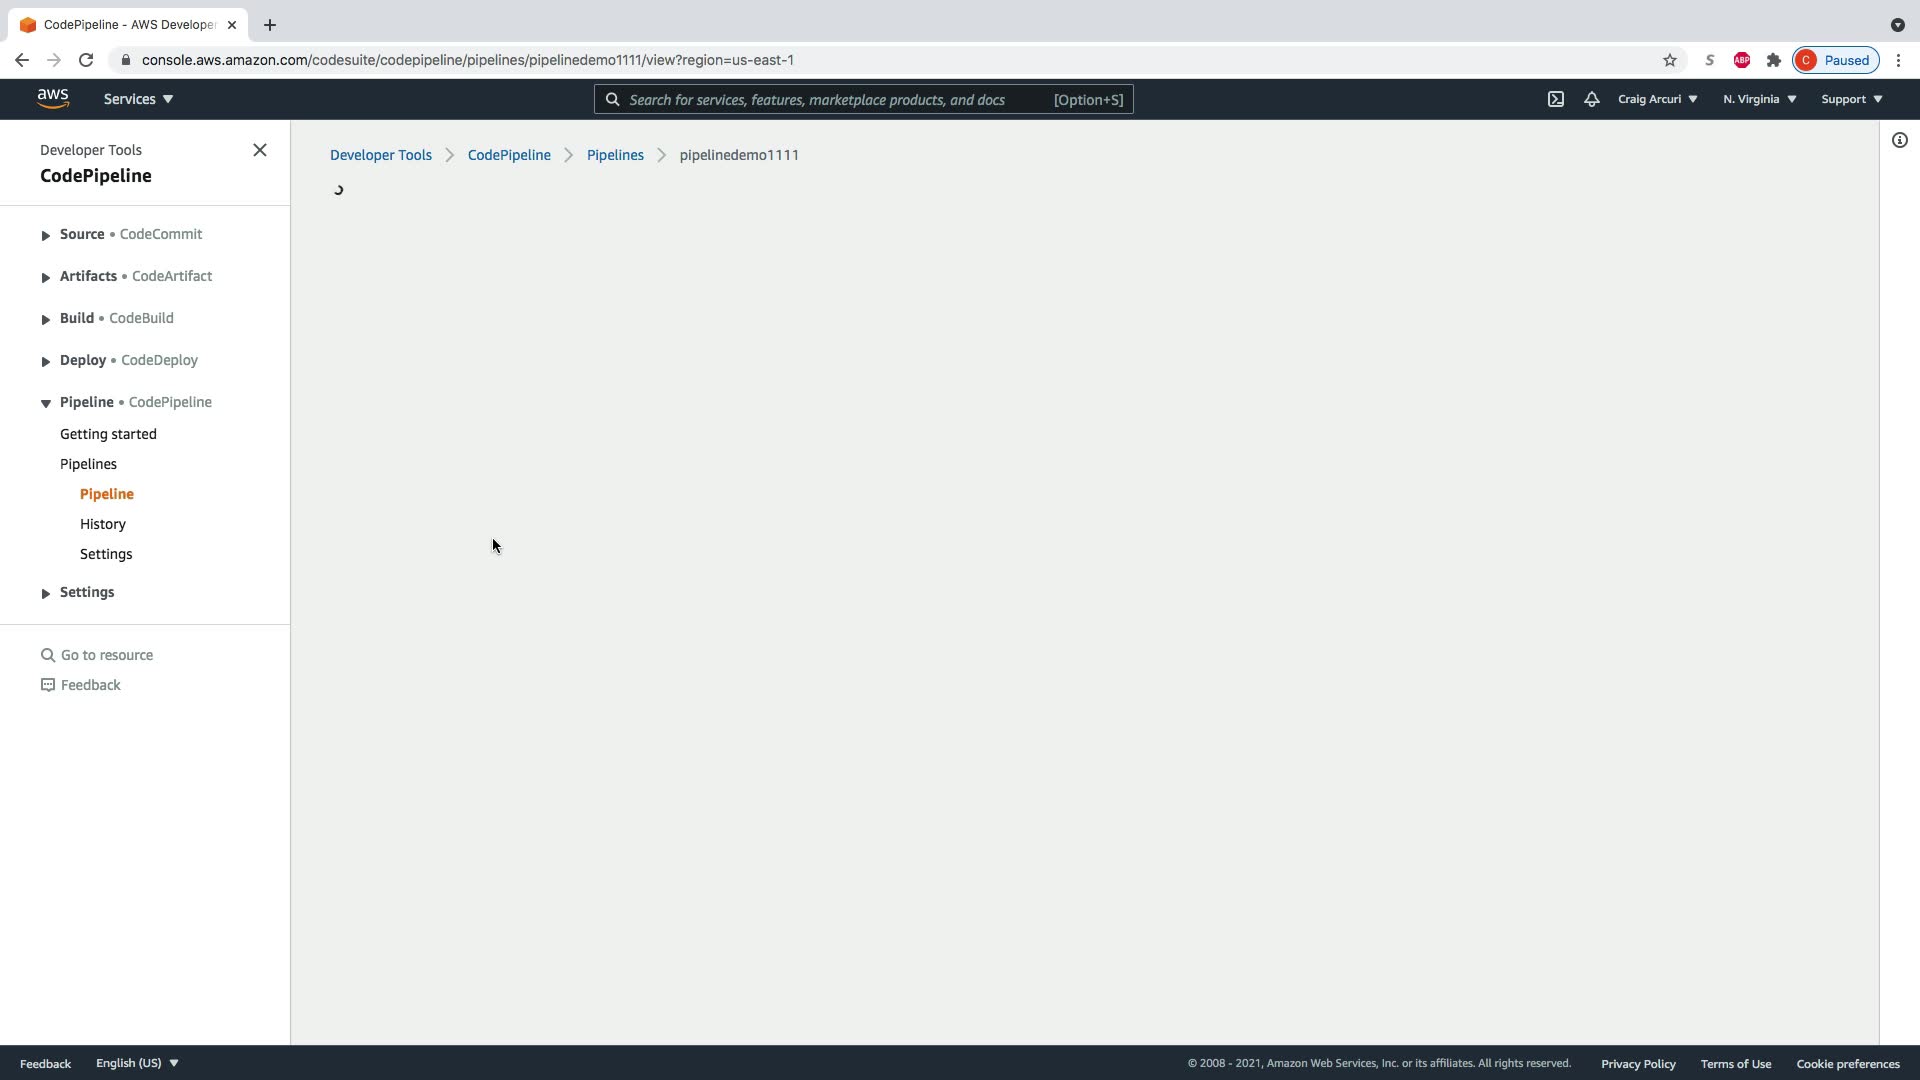 CodePipeline - AWS Developer
console.aws.amazon.com/codesuite/codepipeline/pipelines/pipelinedemo1111/view?region=us-east-1
S
ABP
C Paused
aws
Services
Search for services, features, marketplace products, and docs [Option+S]
Craig Arcuri
N. Virginia
Support
Developer Tools
CodePipeline
Source • CodeCommit
Artifacts • CodeArtifact
Build • CodeBuild
Deploy • CodeDeploy
Pipeline • CodePipeline
Getting started
Pipelines
Pipeline
History
Settings
Settings
Go to resource
Feedback
Developer Tools
CodePipeline
Pipelines
pipelinedemo1111
Feedback
English (US)
© 2008 - 2021, Amazon Web Services, Inc. or its affiliates. All rights reserved.
Privacy Policy
Terms of Use
Cookie preferences